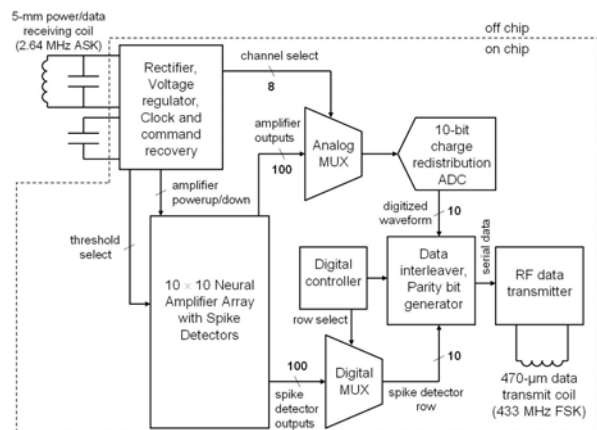 5-mm power/data
receiving coil
(2.64 MHz ASK)
off chip
on chip
Rectifier,
Voltage
regulator,
Clock and
command
recovery
channel select
8
amplifier
outputs
100
Analog
MUX
10-bit
charge
redistribution
ADC
amplifier
powerup/down
threshold
select
digitized
waveform
10
10 × 10 Neural
Amplifier Array
with Spike
Detectors
Digital
controller
Data
interleaver,
Parity bit
generator
serial data
RF data
transmitter
row select
100
spike
detector
outputs
Digital
MUX
10
spike detector
row
470-μm data
transmit coil
(433 MHz FSK)